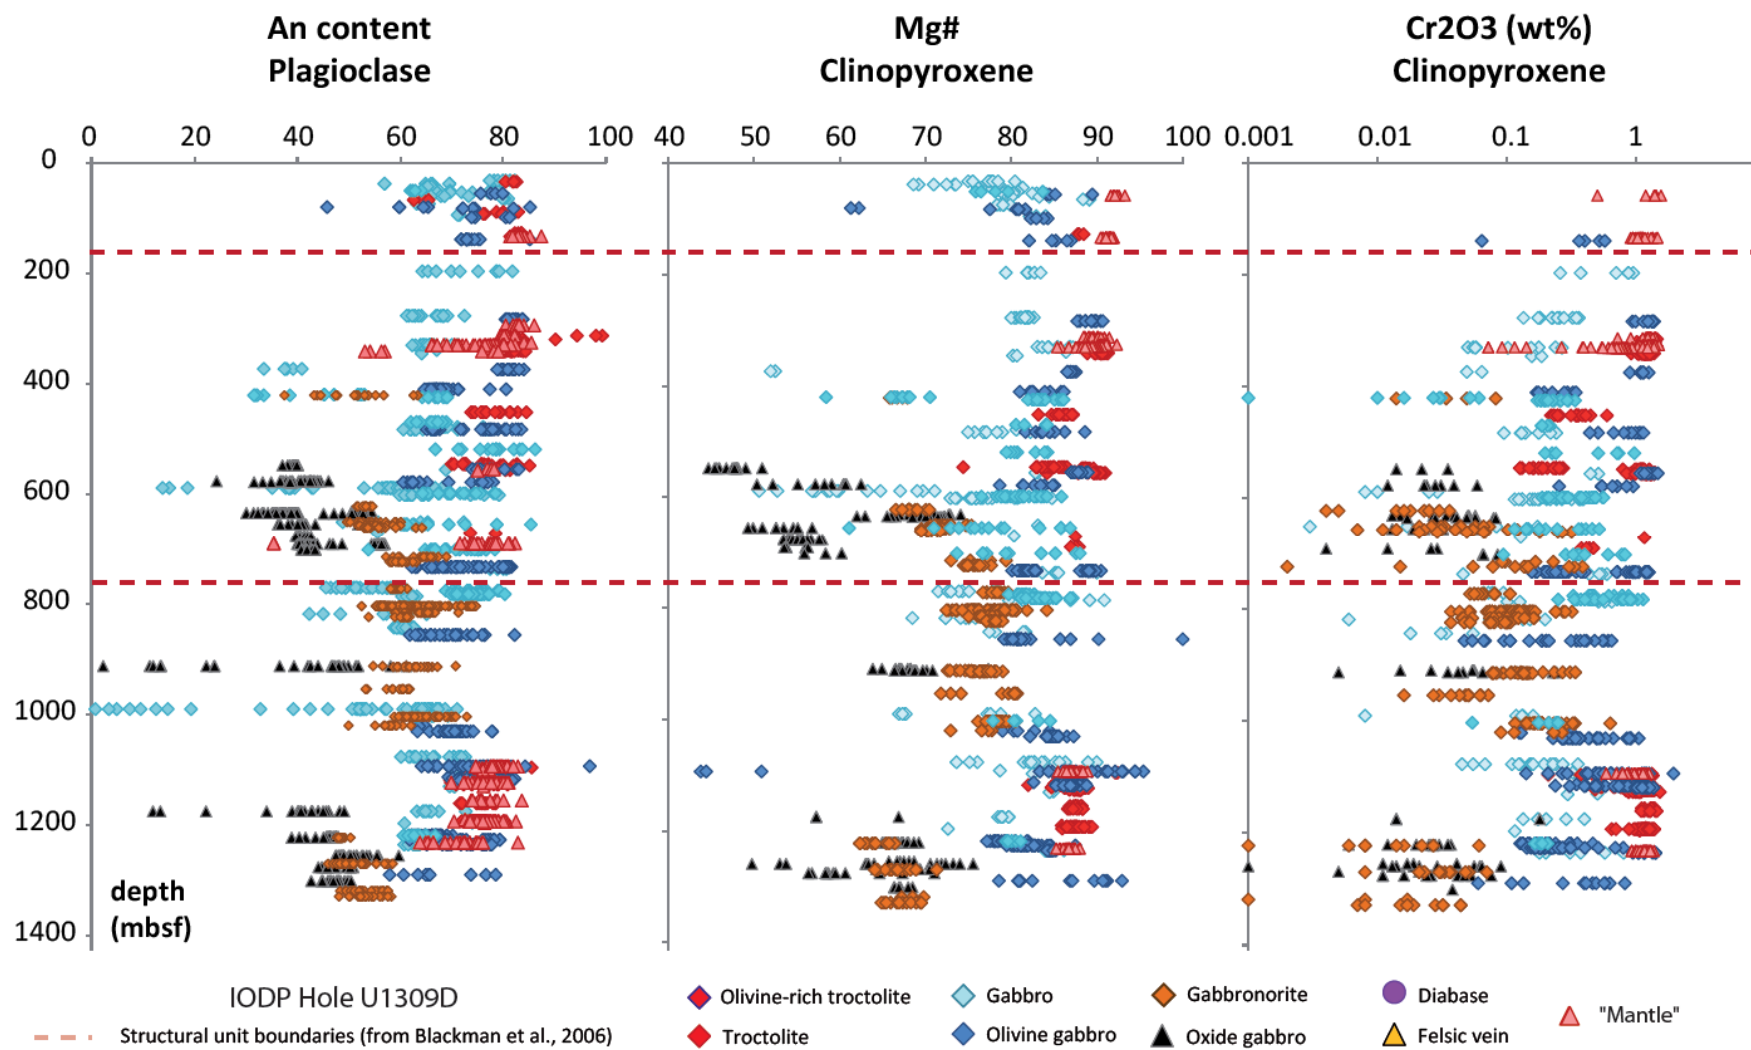 An content
Plagioclase
Mg#
Clinopyroxene
Cr2O3 (wt%)
Clinopyroxene
0 20 40 60 80 100
40 50 60 70 80 90 100
0.001 0.01 0.1 1
0
200
400
600
800
1000
1200
1400
depth
(mbsf)
IODP Hole U1309D
Structural unit boundaries (from Blackman et al., 2006)
Olivine-rich troctolite
Troctolite
Gabbro
Olivine gabbro
Gabbronorite
Oxide gabbro
Diabase
Felsic vein
"Mantle"